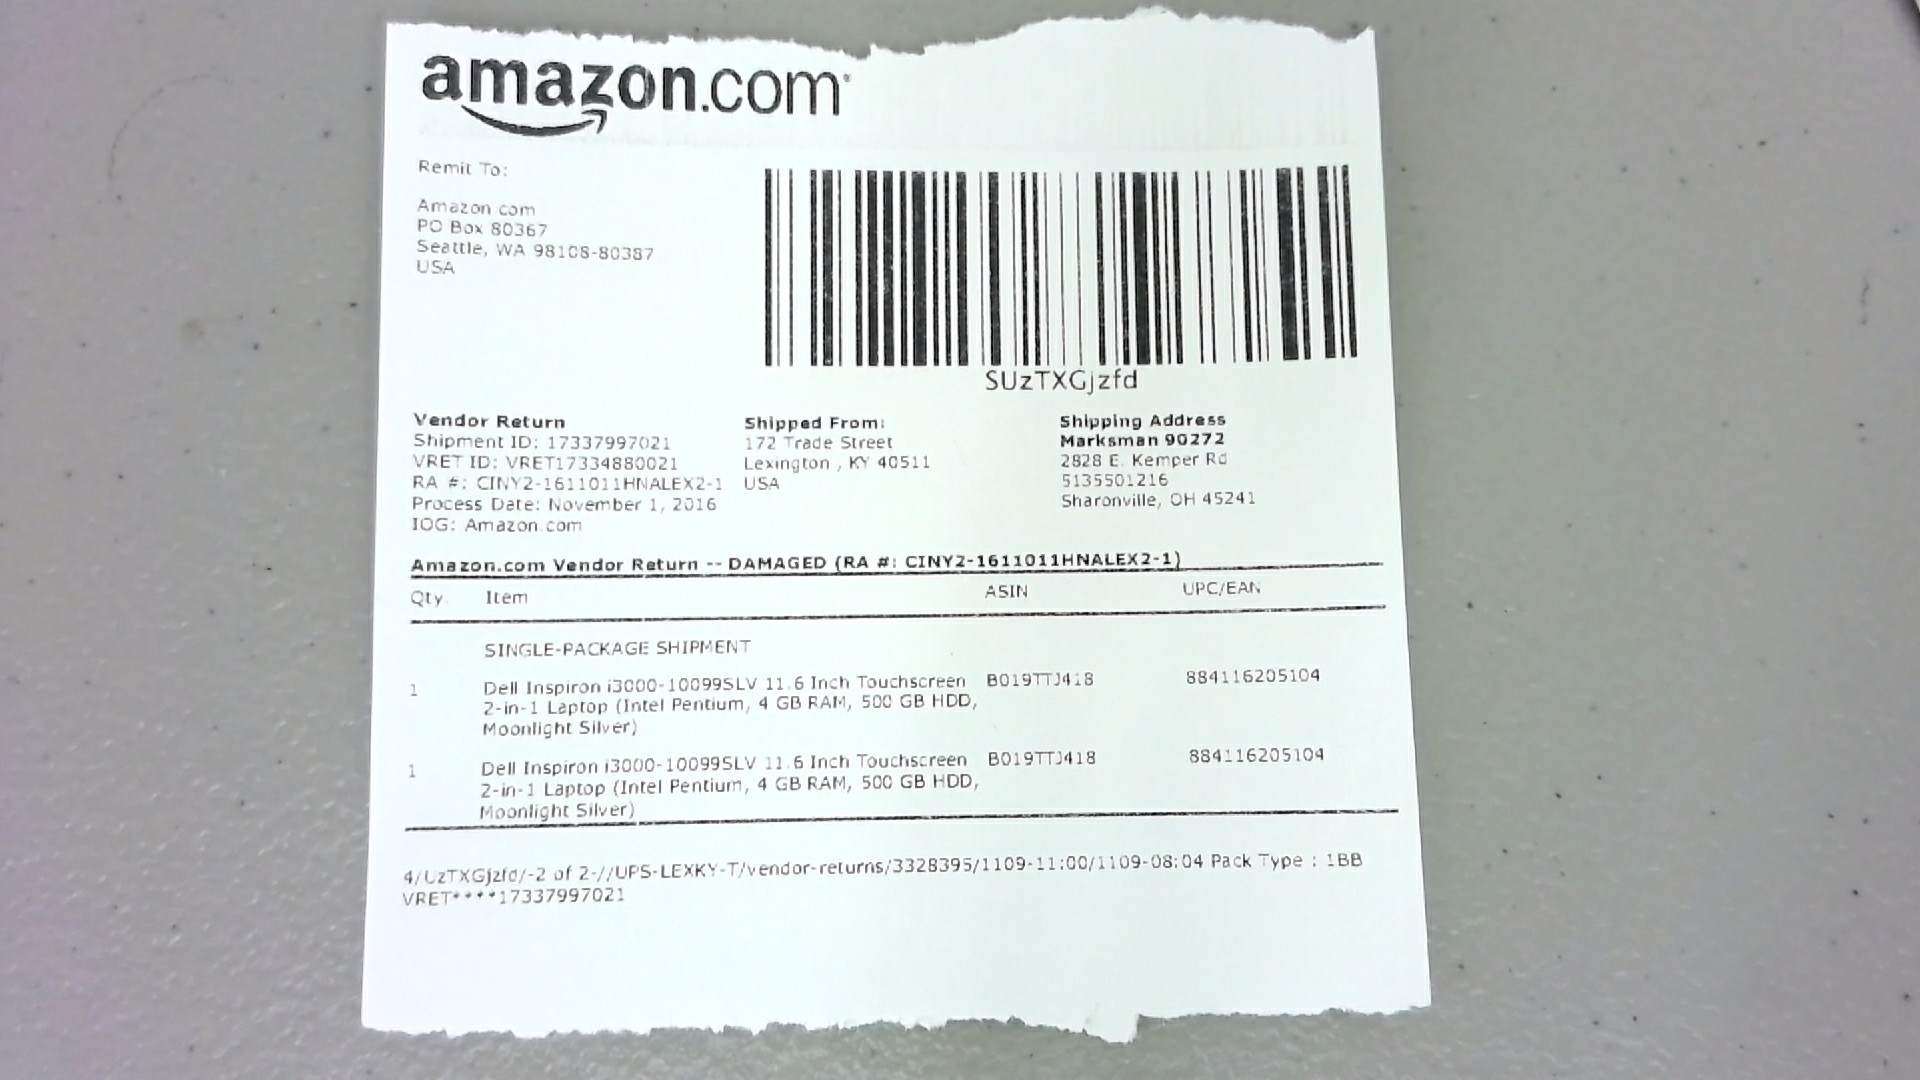 amazon.com
Remit To:
Amazon.com
PO Box 80367
Seattle, WA 98108-80387
USA
SUzTXGjzfd
Vendor Return
Shipment ID: 17337997021
VRET ID: VRET17334880021
RA #: CINY2-1611011HNALEX2-1
Process Date: November 1, 2016
IOG: Amazon.com
Shipped From:
172 Trade Street
Lexington , KY 40511
USA
Shipping Address
Marksman 90272
2828 E. Kemper Rd
5135501216
Sharonville, OH 45241
Amazon.com Vendor Return -- DAMAGED (RA #: CINY2-1611011HNALEX2-1)
Qty. Item ASIN UPC/EAN
SINGLE-PACKAGE SHIPMENT
1 Dell Inspiron i3000-10099SLV 11.6 Inch Touchscreen B019TTJ418 884116205104
2-in-1 Laptop (Intel Pentium, 4 GB RAM, 500 GB HDD,
Moonlight Silver)
1 Dell Inspiron i3000-10099SLV 11.6 Inch Touchscreen B019TTJ418 884116205104
2-in-1 Laptop (Intel Pentium, 4 GB RAM, 500 GB HDD,
Moonlight Silver)
4/UzTXGjzfd/-2 of 2-//UPS-LEXKY-T/vendor-returns/3328395/1109-11:00/1109-08:04 Pack Type : 1BB
VRET****17337997021